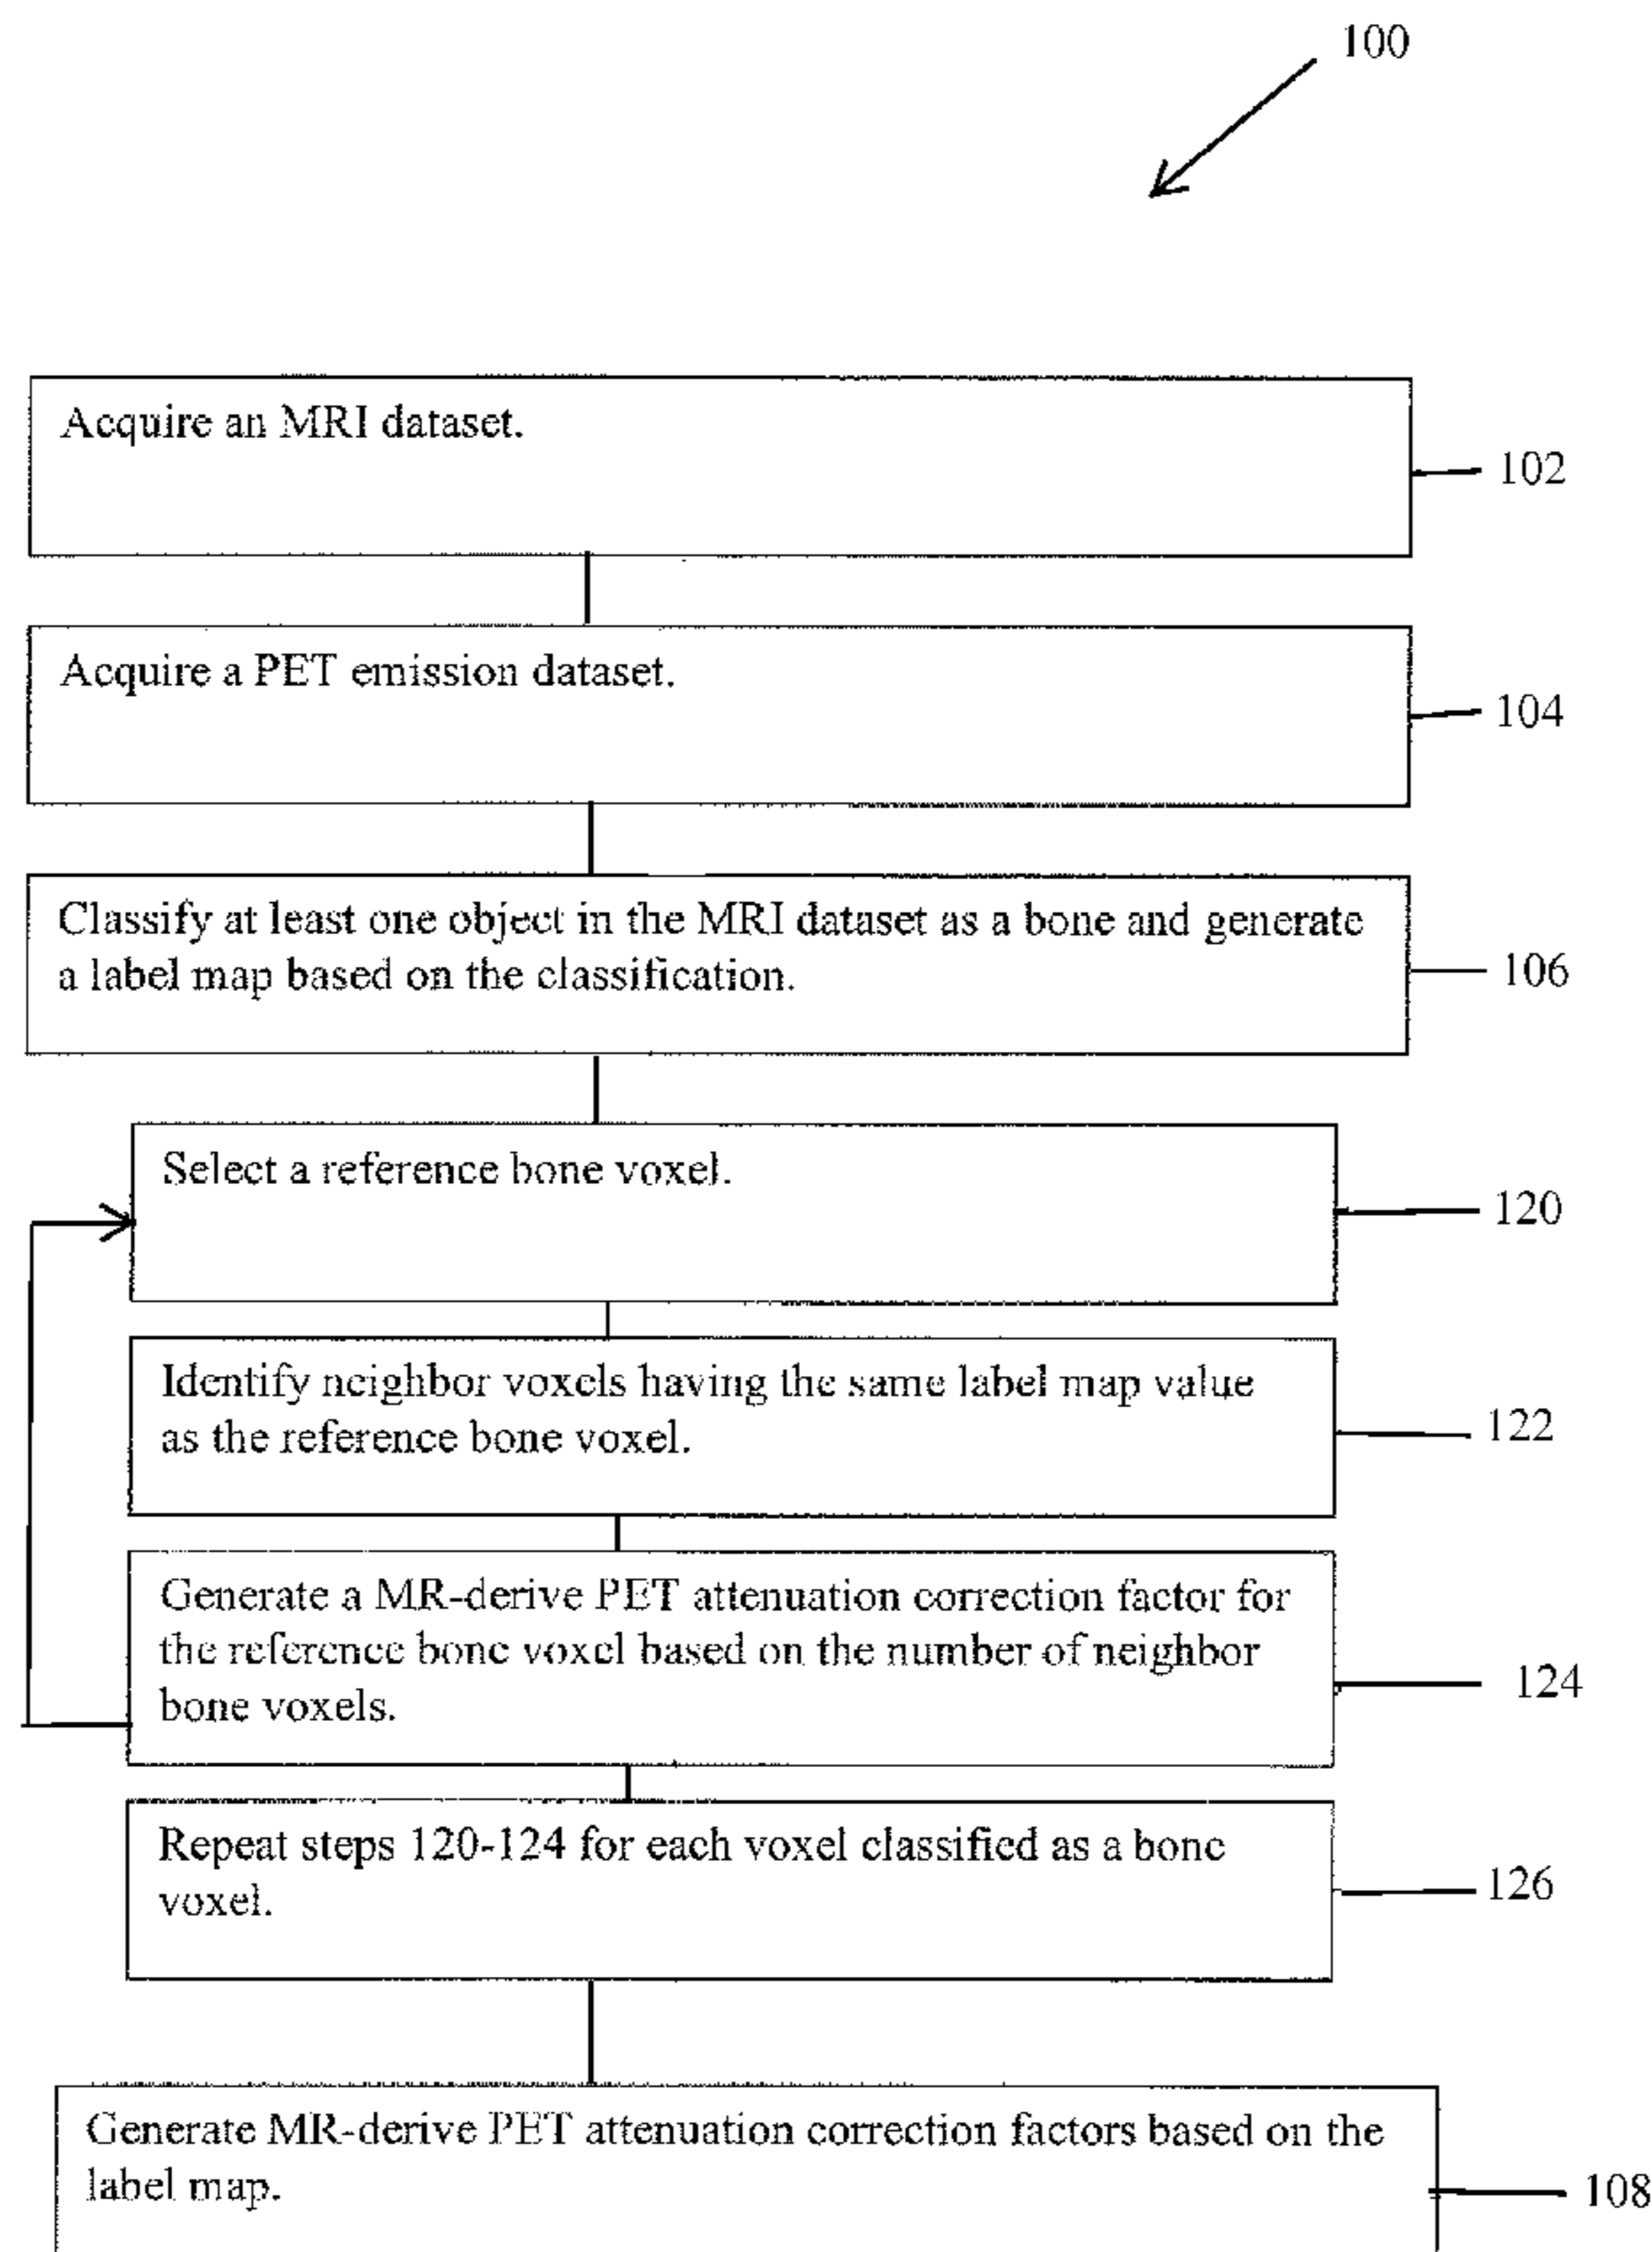 100
Acquire an MRI dataset.
102
Acquire a PET emission dataset.
104
Classify at least one object in the MRI dataset as a bone and generate
a label map based on the classification.
106
Select a reference bone voxel.
120
Identify neighbor voxels having the same label map value
as the reference bone voxel.
122
Generate a MR-derive PET attenuation correction factor for
the reference bone voxel based on the number of neighbor
bone voxels.
124
Repeat steps 120-124 for each voxel classified as a bone
voxel.
126
Generate MR-derive PET attenuation correction factors based on the
label map.
108